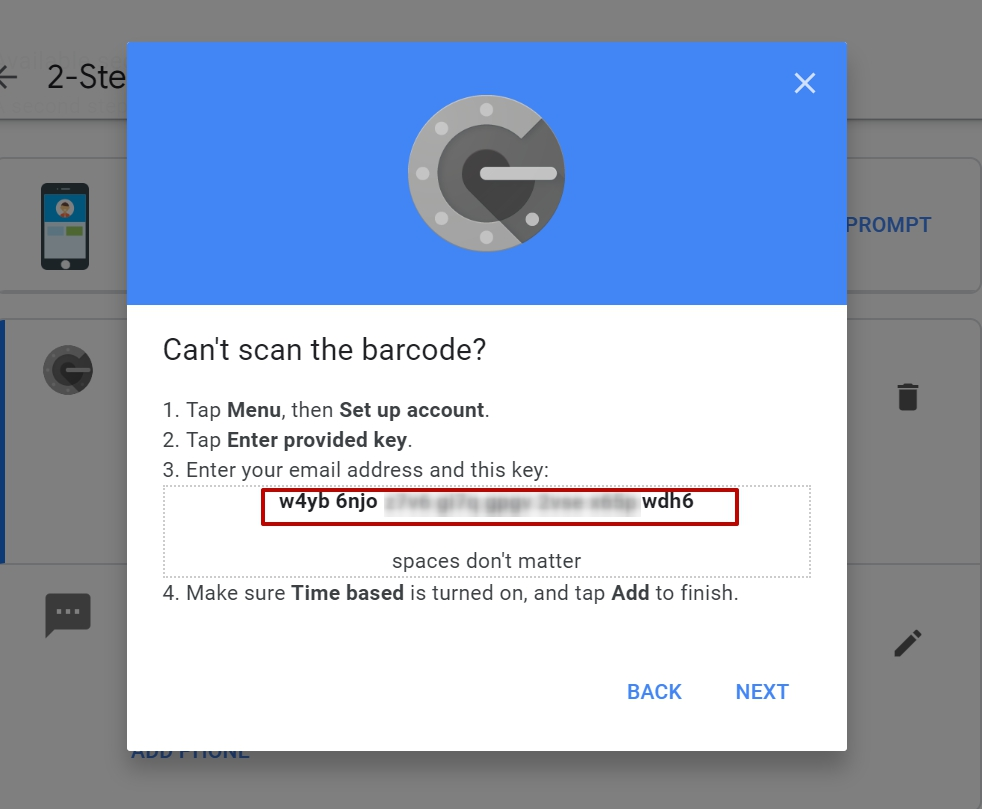 2-Ste
PROMPT
Can't scan the barcode?
1. Tap Menu, then Set up account.
2. Tap Enter provided key.
3. Enter your email address and this key:
w4yb 6njo wdh6
spaces don't matter
4. Make sure Time based is turned on, and tap Add to finish.
BACK NEXT
ADD PHONE